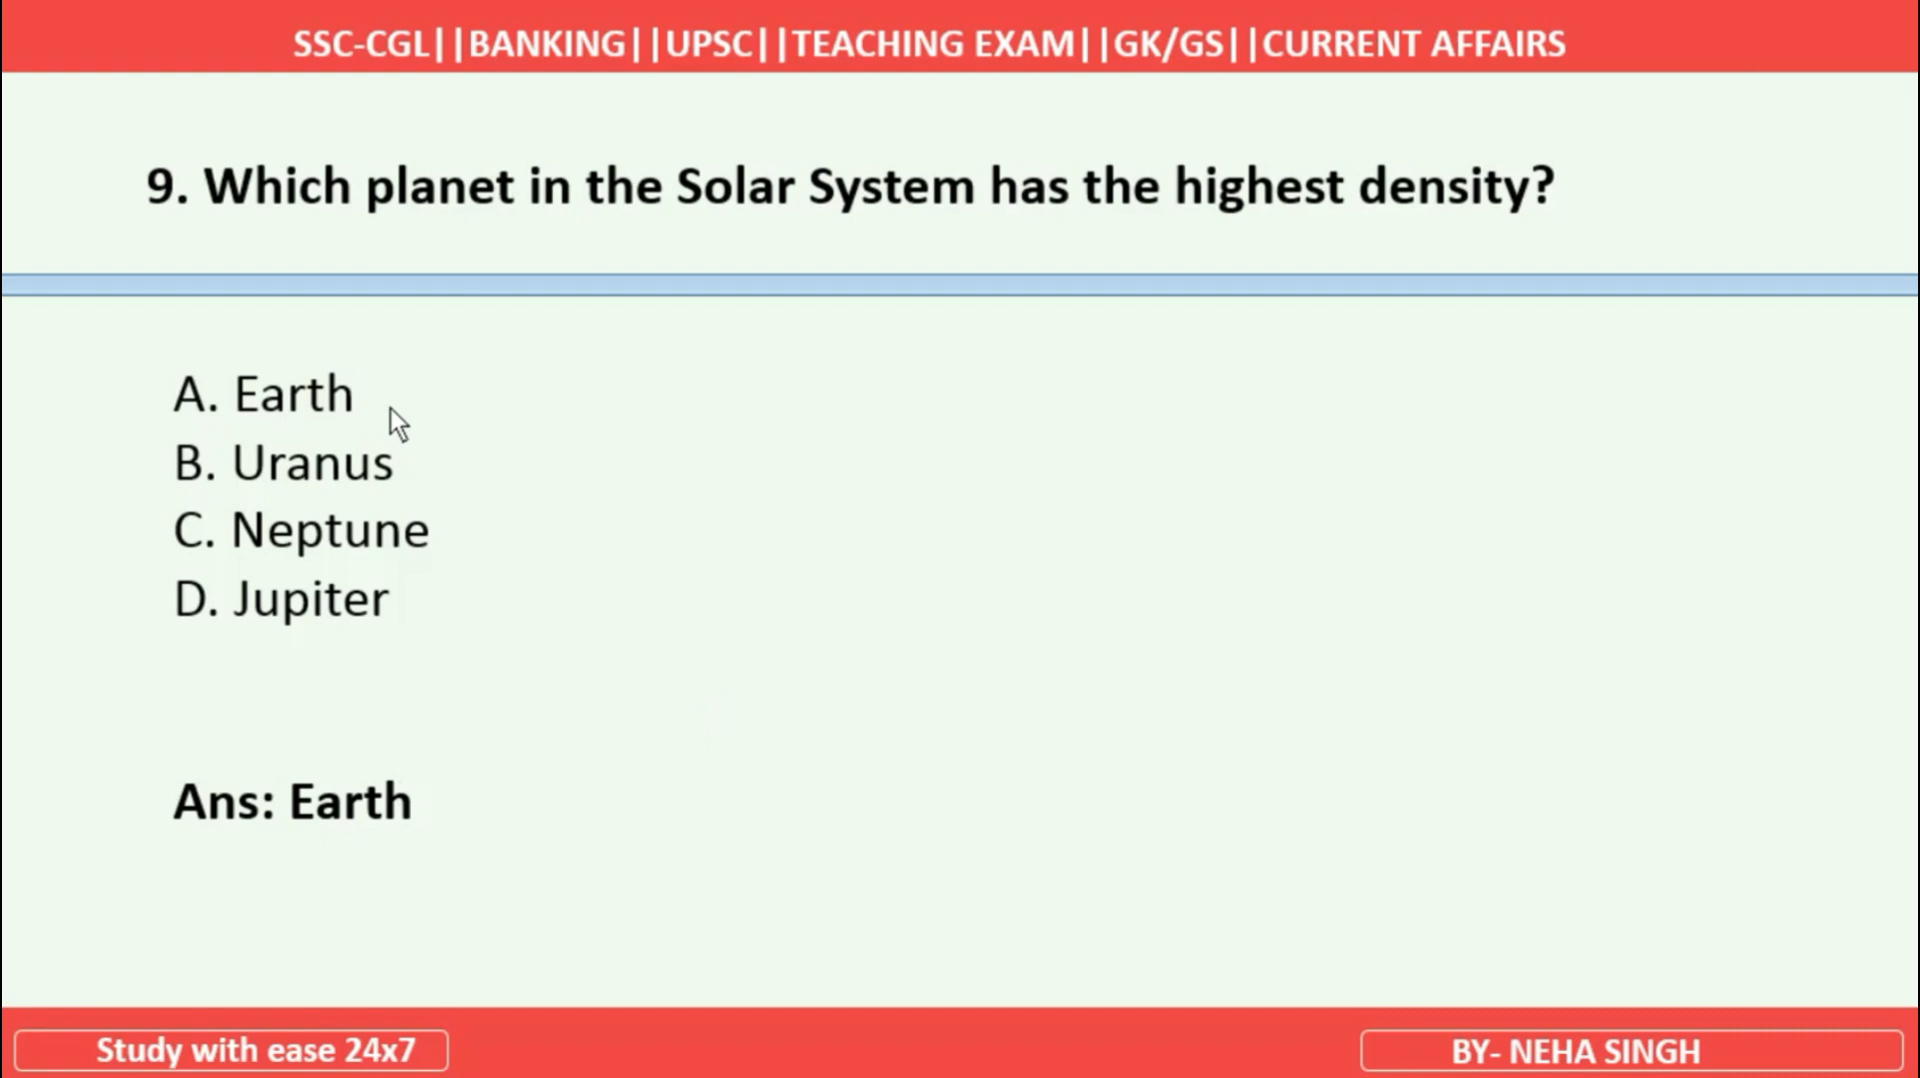 SSC-CGL||BANKING||UPSC||TEACHING EXAM||GK/GS||CURRENT AFFAIRS
9. Which planet in the Solar System has the highest density?
A. Earth
B. Uranus
C. Neptune
D. Jupiter
Ans: Earth
Study with ease 24x7
BY- NEHA SINGH